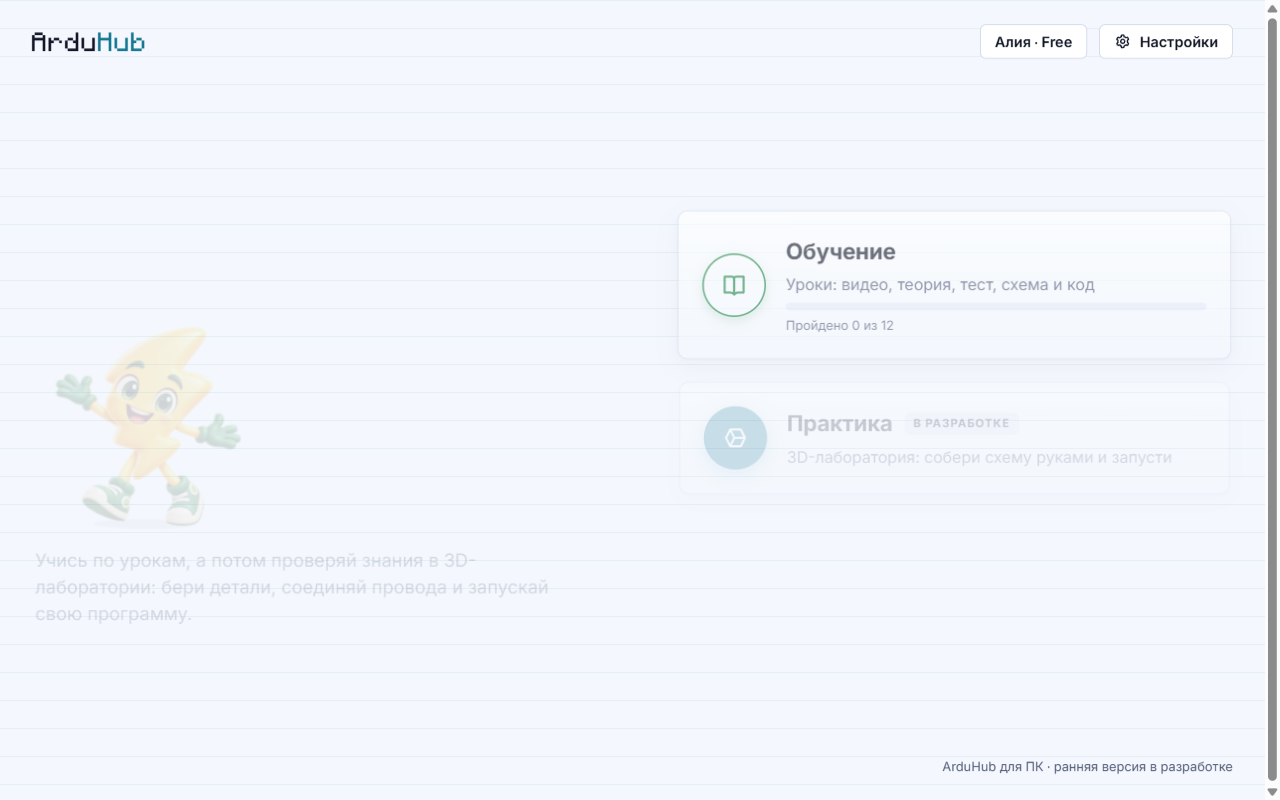 ArduHub
Алия · Free
Настройки
Обучение
Уроки: видео, теория, тест, схема и код
Пройдено 0 из 12
Практика
В РАЗРАБОТКЕ
3D-лаборатория: собери схему руками и запусти
Учись по урокам, а потом проверяй знания в 3D-
лаборатории: бери детали, соединяй провода и запускай
свою программу.
ArduHub для ПК · ранняя версия в разработке